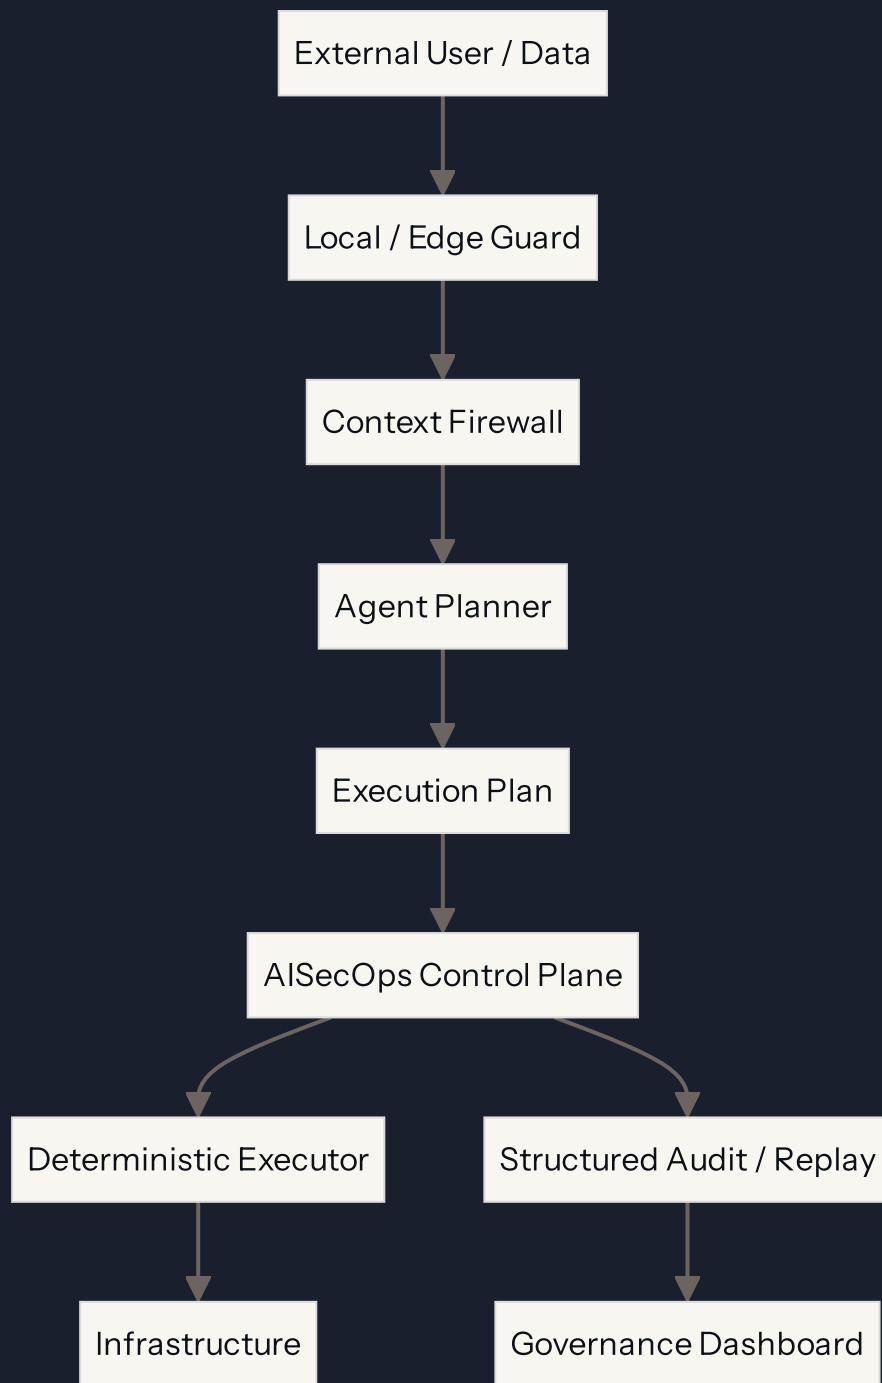 External User / Data
Local / Edge Guard
Context Firewall
Agent Planner
Execution Plan
AISecOps Control Plane
Deterministic Executor
Structured Audit / Replay
Infrastructure
Governance Dashboard